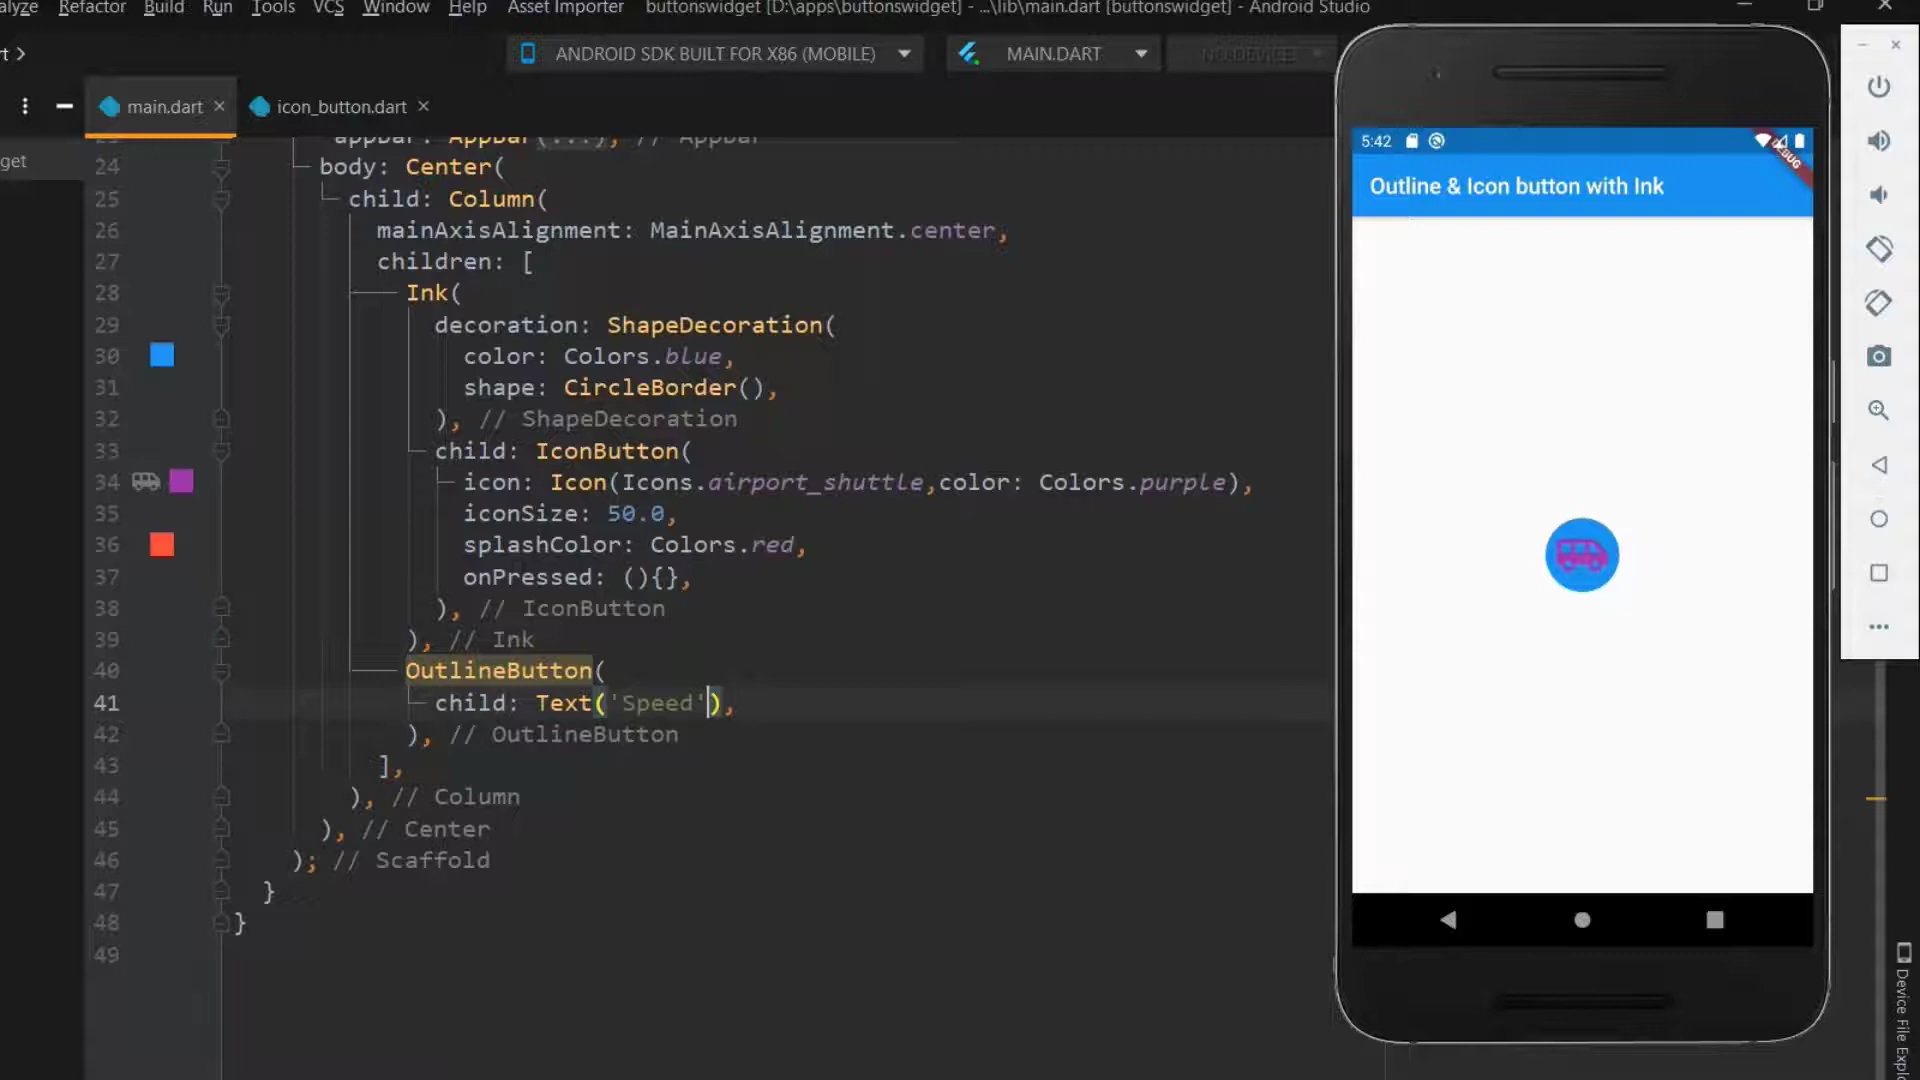 alyze Refactor Build Run Tools VCS Window Help Asset Importer buttonswidget [D:\apps\buttonswidget] - ...\lib\main.dart [buttonswidget] - Android Studio
rt ANDROID SDK BUILT FOR X86 (MOBILE) MAIN.DART NO DEVICE
main.dart icon_button.dart
get
23 appBar: AppBar(...), // AppBar
24 body: Center(
25 child: Column(
26 mainAxisAlignment: MainAxisAlignment.center,
27 children: [
28 Ink(
29 decoration: ShapeDecoration(
30 color: Colors.blue,
31 shape: CircleBorder(),
32 ), // ShapeDecoration
33 child: IconButton(
34 icon: Icon(Icons.airport_shuttle,color: Colors.purple),
35 iconSize: 50.0,
36 splashColor: Colors.red,
37 onPressed: (){},
38 ), // IconButton
39 ), // Ink
40 OutlineButton(
41 child: Text('Speed'),
42 ), // OutlineButton
43 ],
44 ), // Column
45 ), // Center
46 ); // Scaffold
47 }
48 }
49
5:42
DEBUG
Outline & Icon button with Ink
Device File Explo